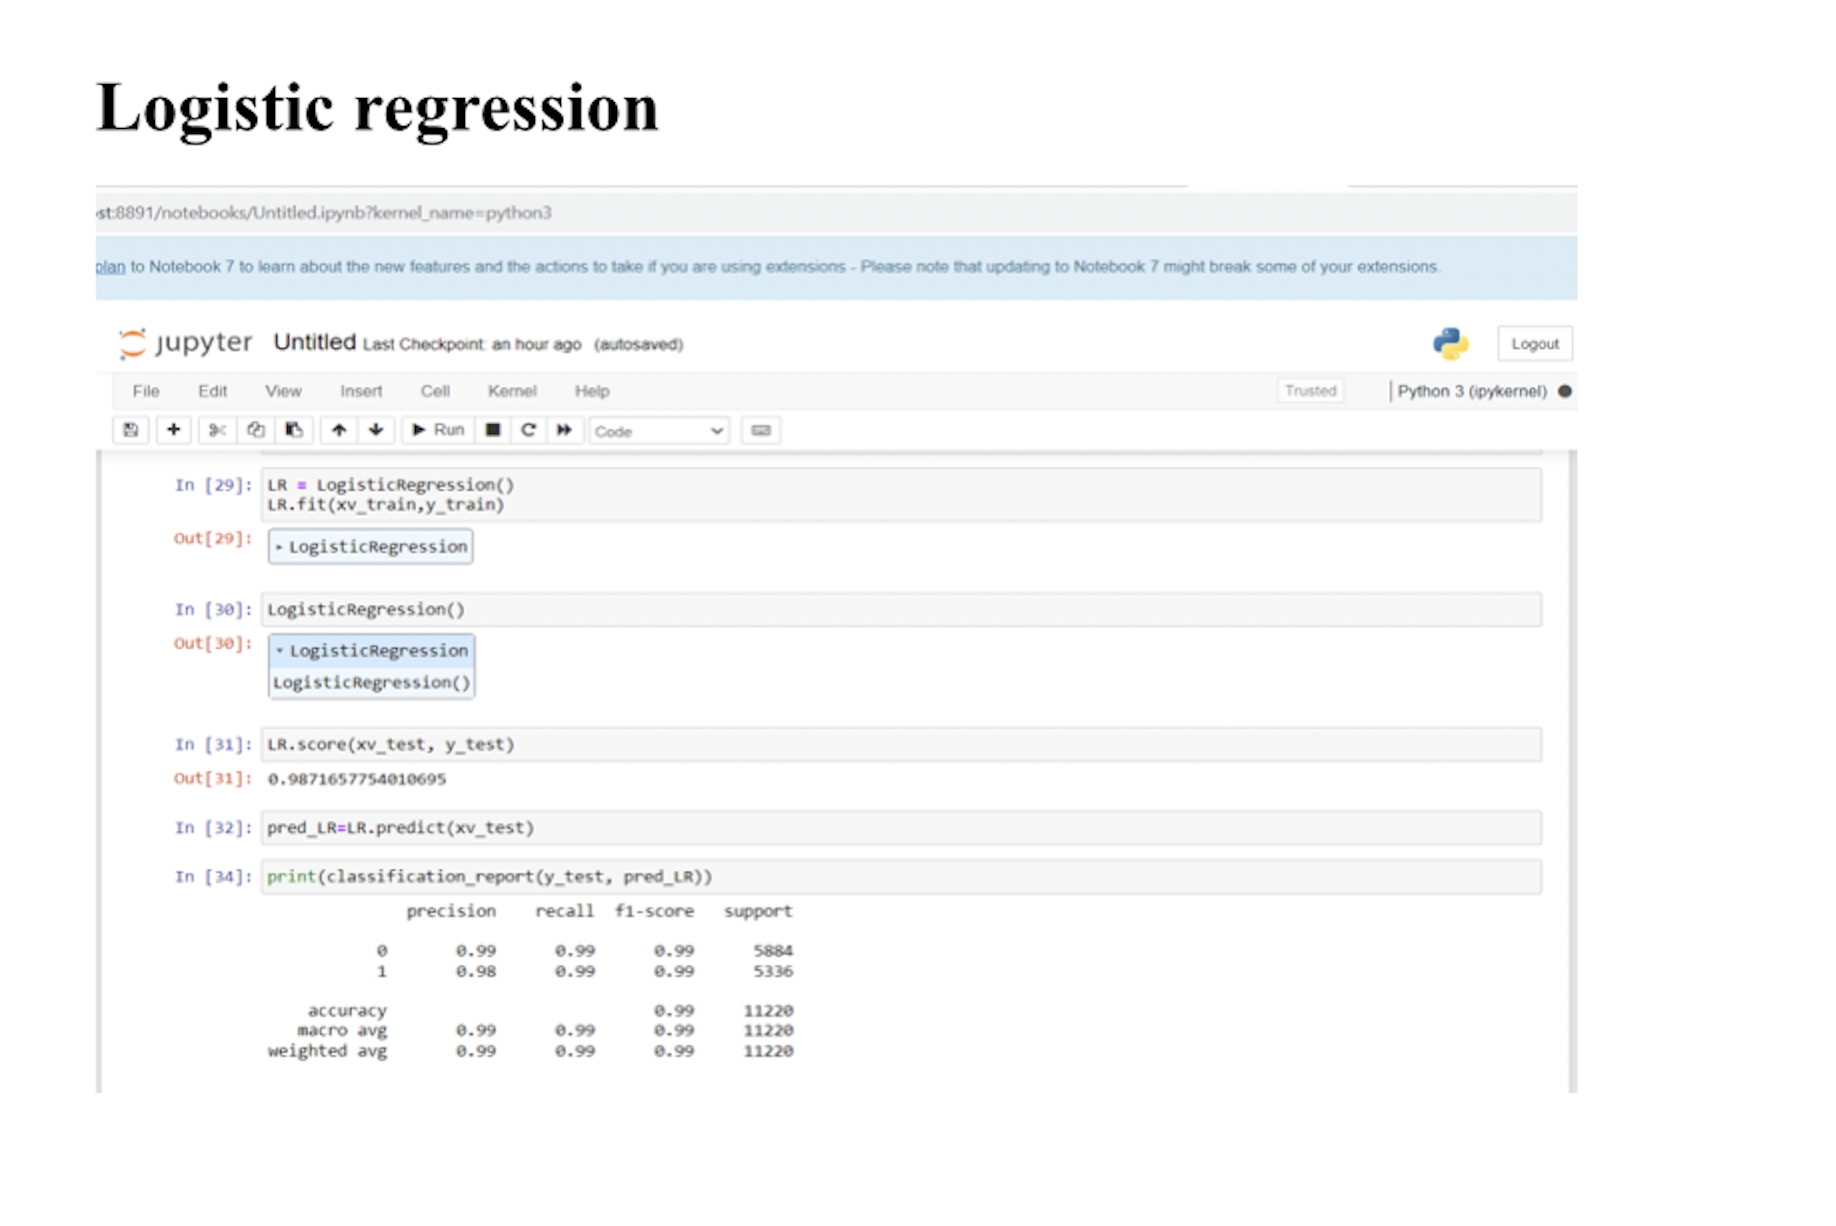 Logistic regression
st:8891/notebooks/Untitled.ipynb?kernel_name=python3
plan to Notebook 7 to learn about the new features and the actions to take if you are using extensions - Please note that updating to Notebook 7 might break some of your extensions.
jupyter Untitled Last Checkpoint: an hour ago (autosaved) Logout
File Edit View Insert Cell Kernel Help Trusted Python 3 (ipykernel)
Run Code
In [29]: LR = LogisticRegression()
LR.fit(xv_train,y_train)
Out[29]: LogisticRegression
In [30]: LogisticRegression()
Out[30]: LogisticRegression
LogisticRegression()
In [31]: LR.score(xv_test, y_test)
Out[31]: 0.9871657754010695
In [32]: pred_LR=LR.predict(xv_test)
In [34]: print(classification_report(y_test, pred_LR))
precision recall f1-score support
0 0.99 0.99 0.99 5884
1 0.98 0.99 0.99 5336
accuracy 0.99 11220
macro avg 0.99 0.99 0.99 11220
weighted avg 0.99 0.99 0.99 11220